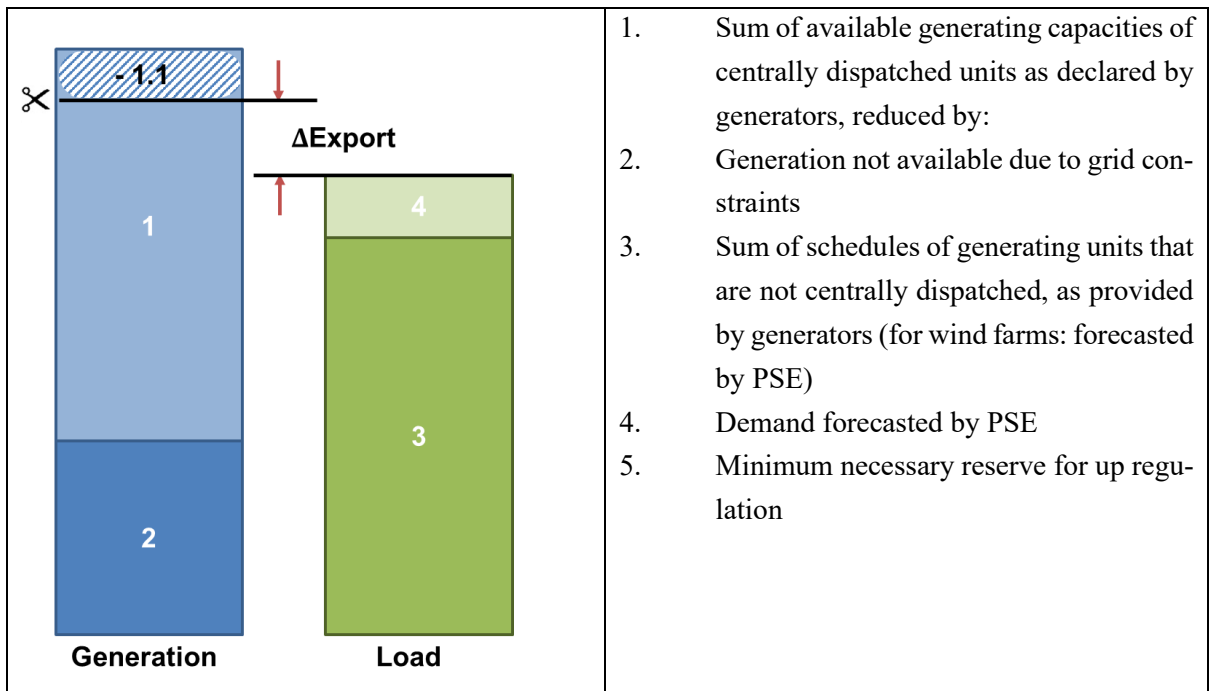 - 1.1
ΔExport
1
4
3
2
Generation
Load
1. Sum of available generating capacities of
centrally dispatched units as declared by
generators, reduced by:
2. Generation not available due to grid con-
straints
3. Sum of schedules of generating units that
are not centrally dispatched, as provided
by generators (for wind farms: forecasted
by PSE)
4. Demand forecasted by PSE
5. Minimum necessary reserve for up regu-
lation